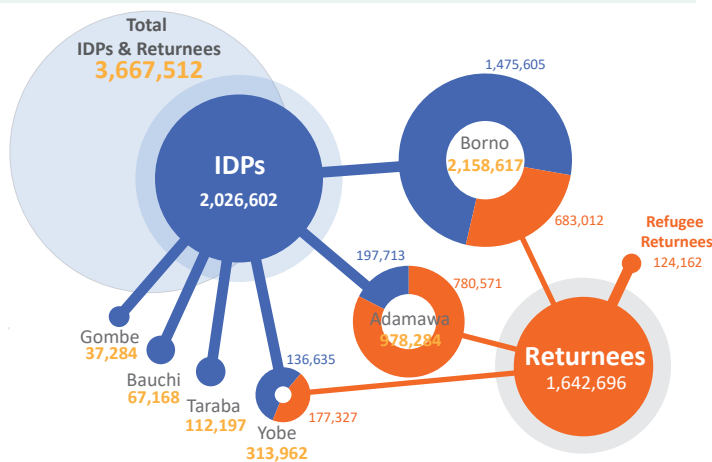 Total
IDPs & Returnees
3,667,512
IDPs
2,026,602
1,475,605
Borno
2,158,617
683,012
Refugee
Returnees
124,162
197,713
780,571
Adamawa
978,284
Gombe
37,284
Bauchi
67,168
Taraba
112,197
136,635
177,327
Yobe
313,962
Returnees
1,642,696